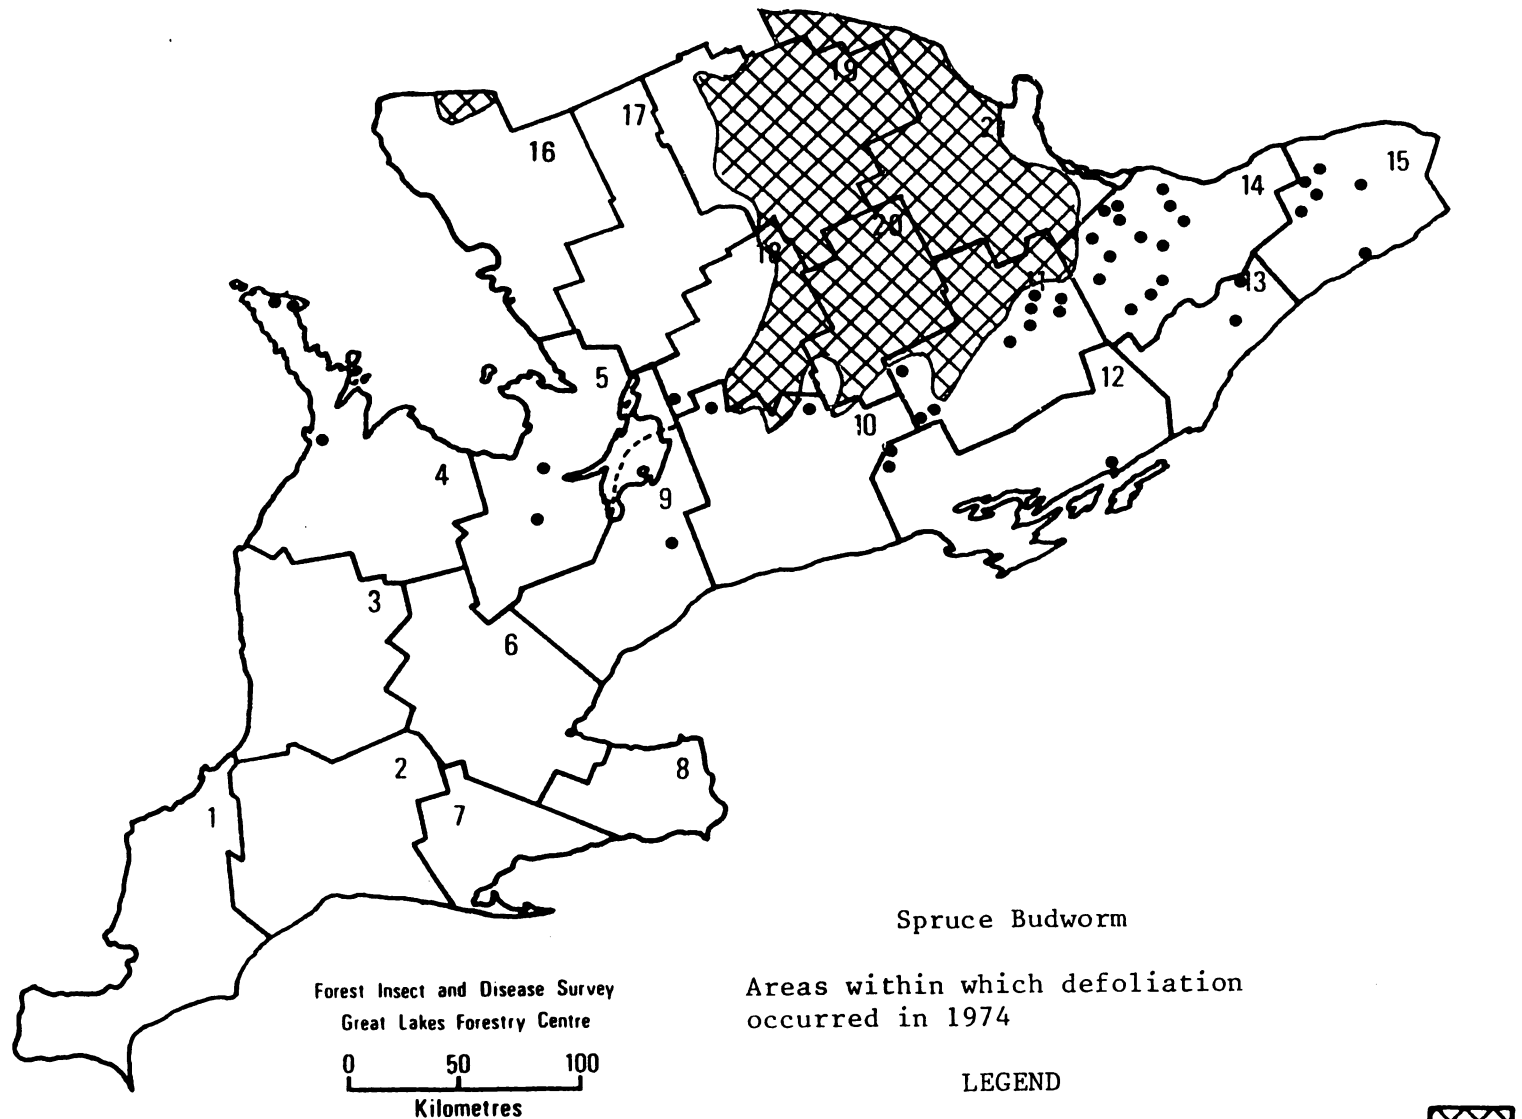 19
17
21
16
15
14
20
18
11
13
5
12
10
4
9
3
6
2
8
1
7
Spruce Budworm
Areas within which defoliation
occurred in 1974
LEGEND
Forest Insect and Disease Survey
Great Lakes Forestry Centre
0 50 100
Kilometres